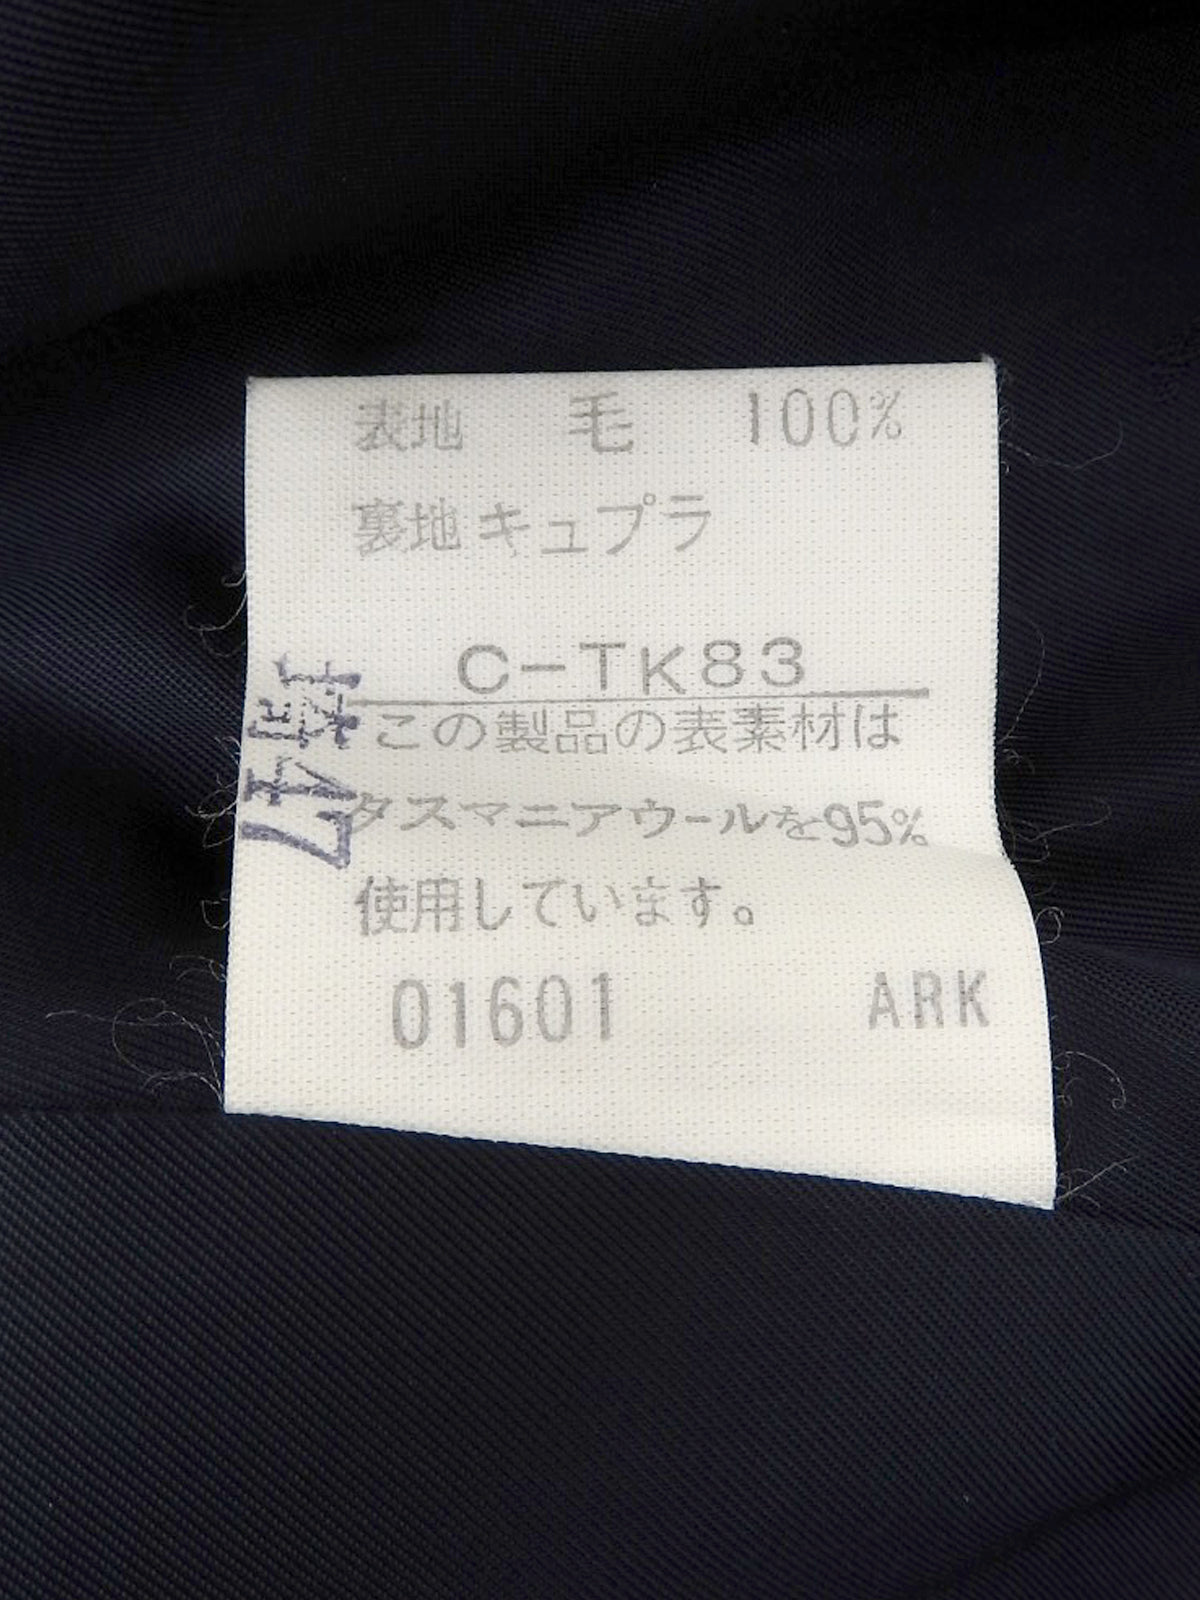 表地 毛 100%
裏地 キュプラ
C-TK83
この製品の表素材は
タスマニアウールを95%
使用しています。
01601 ARK